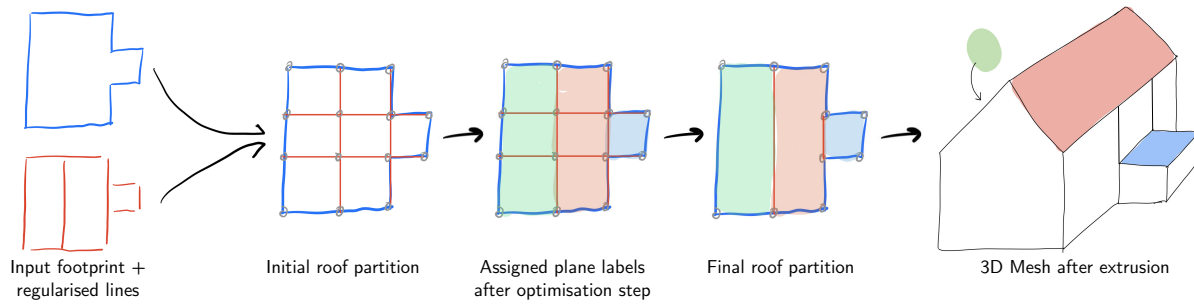 Input footprint +
regularised lines
Initial roof partition
Assigned plane labels
after optimisation step
Final roof partition
3D Mesh after extrusion